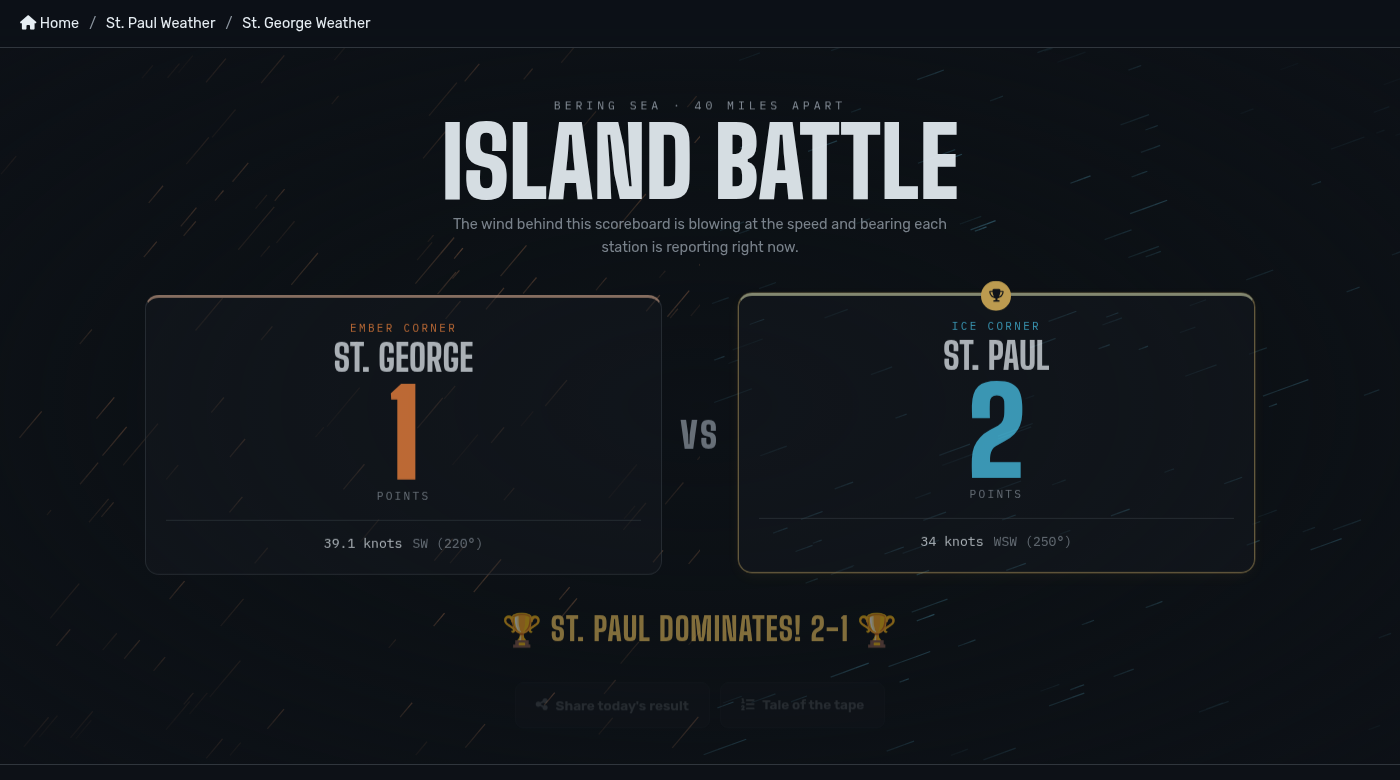 Home / St. Paul Weather / St. George Weather
BERING SEA · 40 MILES APART
ISLAND BATTLE
The wind behind this scoreboard is blowing at the speed and bearing each
station is reporting right now.
EMBER CORNER
ST. GEORGE
1
POINTS
39.1 knots SW (220°)
VS
ICE CORNER
ST. PAUL
2
POINTS
34 knots WSW (250°)
🏆 ST. PAUL DOMINATES! 2-1 🏆
Share today's result
Tale of the tape